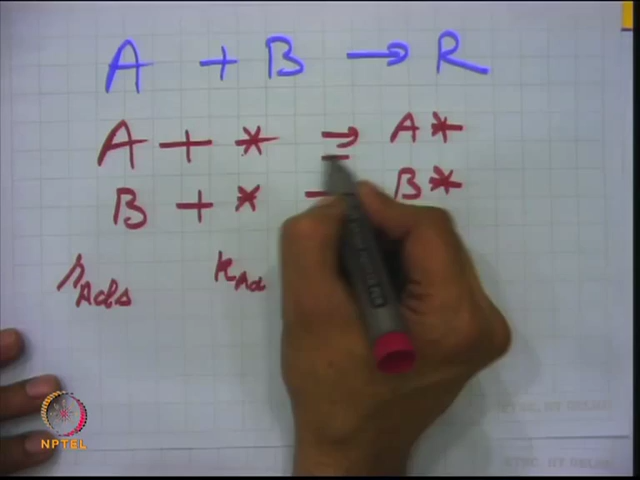 A + B → R
A + * → A*
B + * B*
r_Ads k_Ad
NPTEL